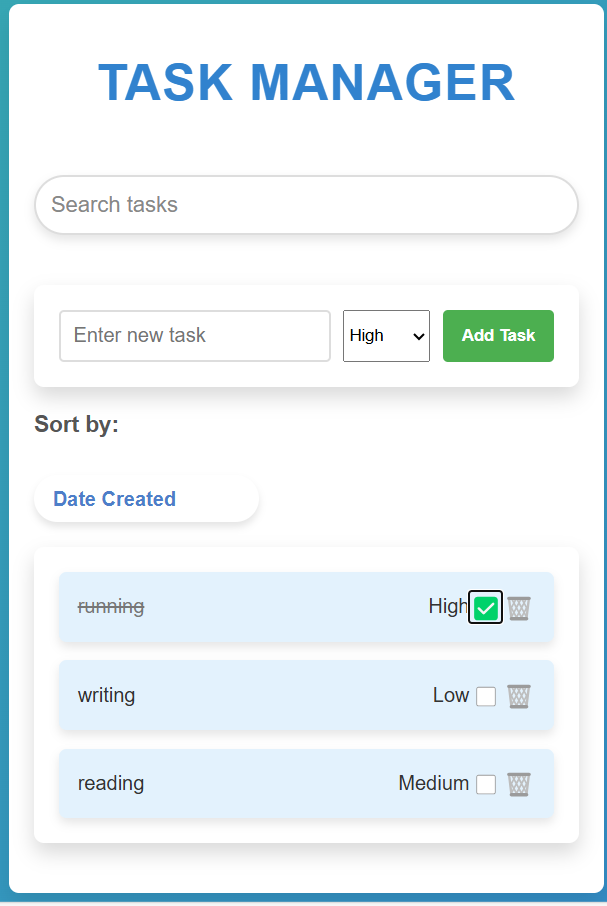 TASK MANAGER
Search tasks
Enter new task High Add Task
Sort by:
Date Created
running High
writing Low
reading Medium